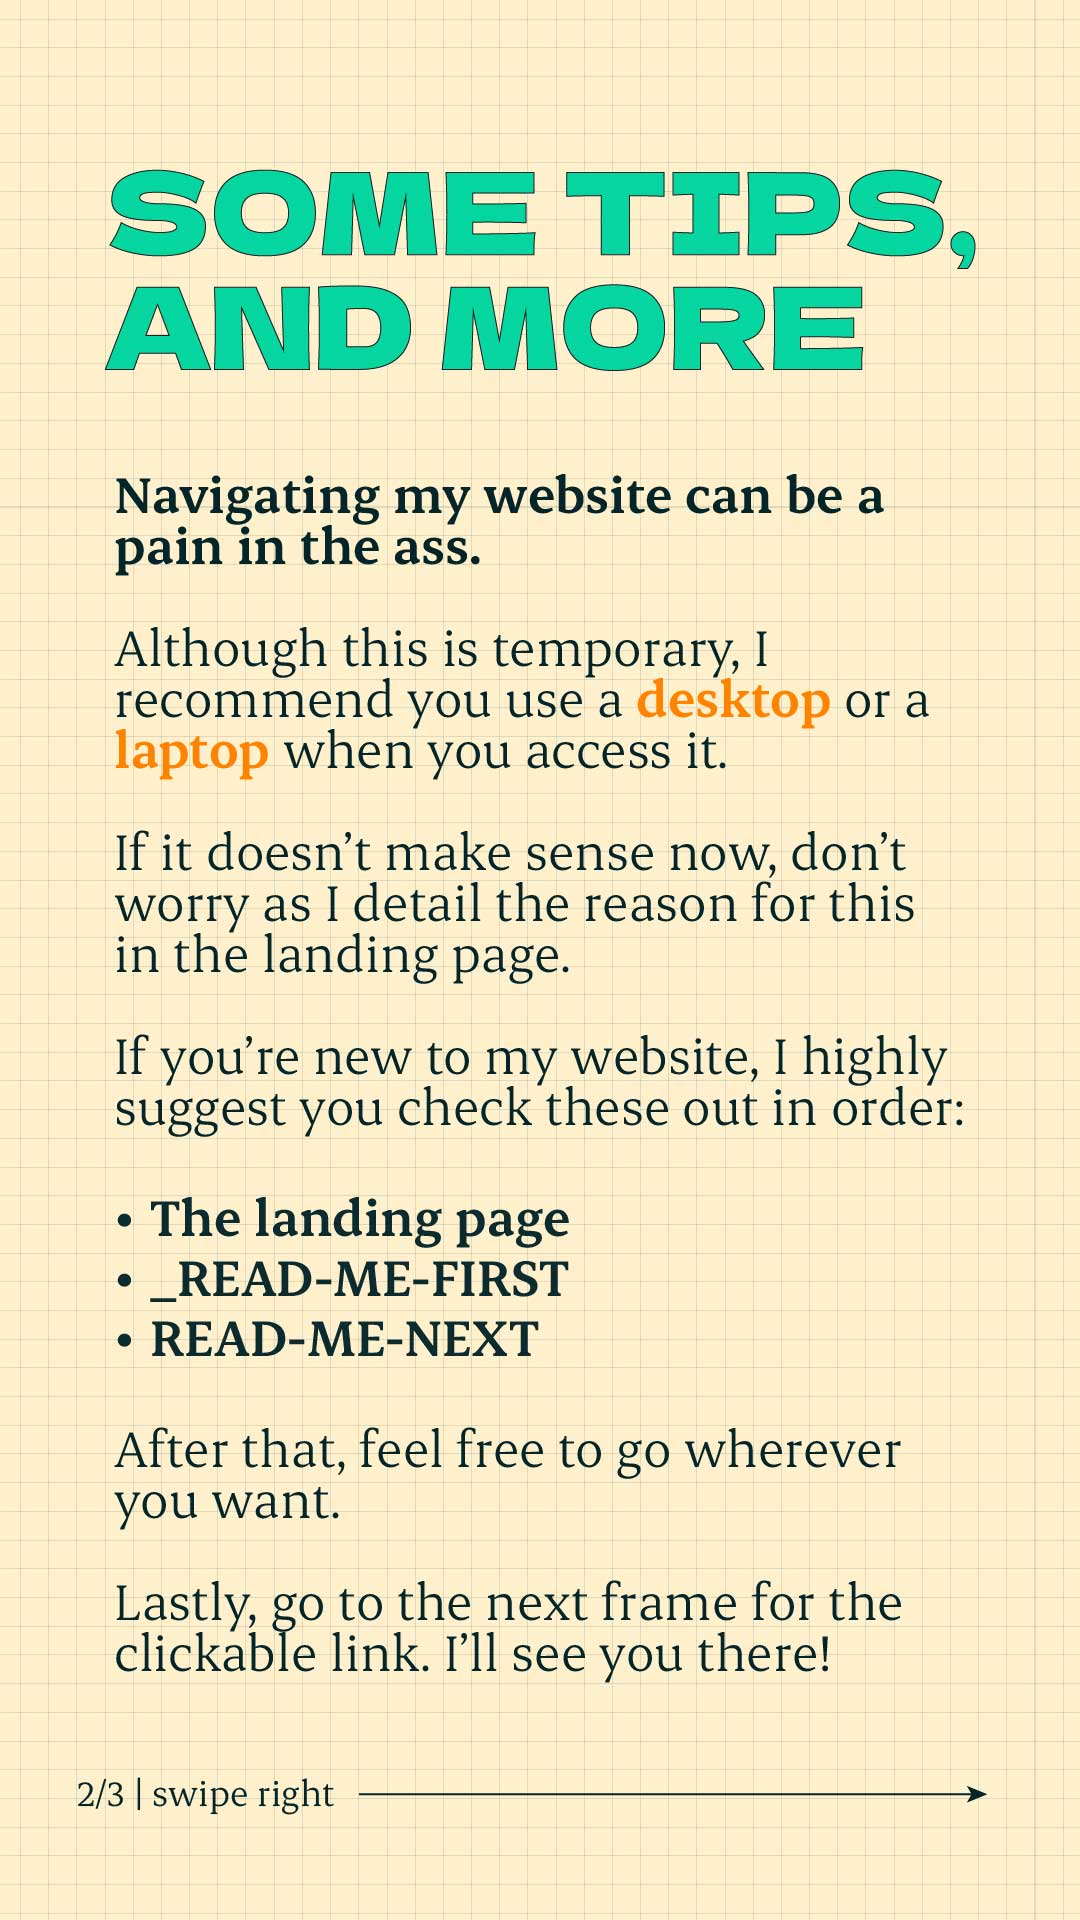 SOME TIPS,
AND MORE
Navigating my website can be a
pain in the ass.
Although this is temporary, I
recommend you use a desktop or a
laptop when you access it.
If it doesn’t make sense now, don’t
worry as I detail the reason for this
in the landing page.
If you’re new to my website, I highly
suggest you check these out in order:
• The landing page
• _READ-ME-FIRST
• READ-ME-NEXT
After that, feel free to go wherever
you want.
Lastly, go to the next frame for the
clickable link. I’ll see you there!
2/3 | swipe right